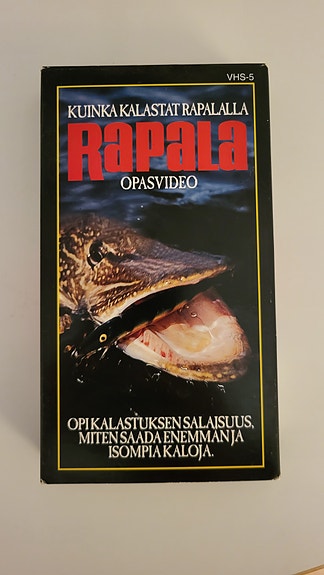 VHS-5
KUINKA KALASTAT RAPALALLA
RAPALA
OPASVIDEO
OPI KALASTUKSEN SALAISUUS,
MITEN SAADA ENEMMÄN JA
ISOMPIA KALOJA.